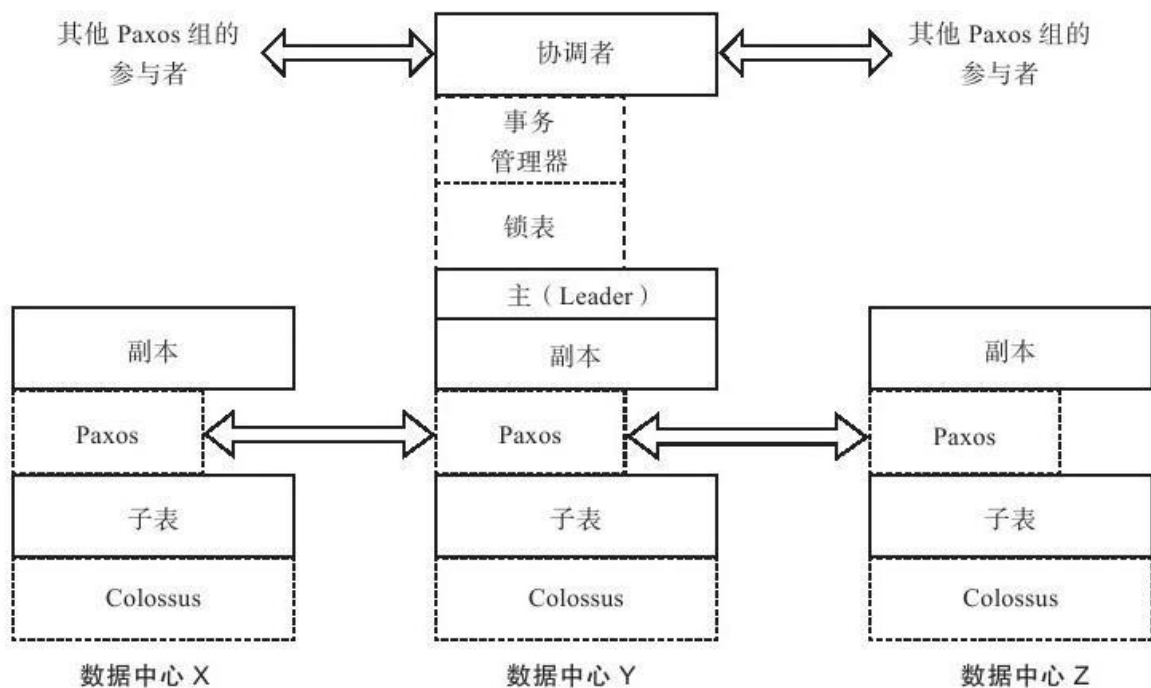 其他 Paxos 组的
参与者
协调者
其他 Paxos 组的
参与者
事务
管理器
锁表
主（Leader）
副本
副本
副本
Paxos
Paxos
Paxos
子表
子表
子表
Colossus
Colossus
Colossus
数据中心 X
数据中心 Y
数据中心 Z